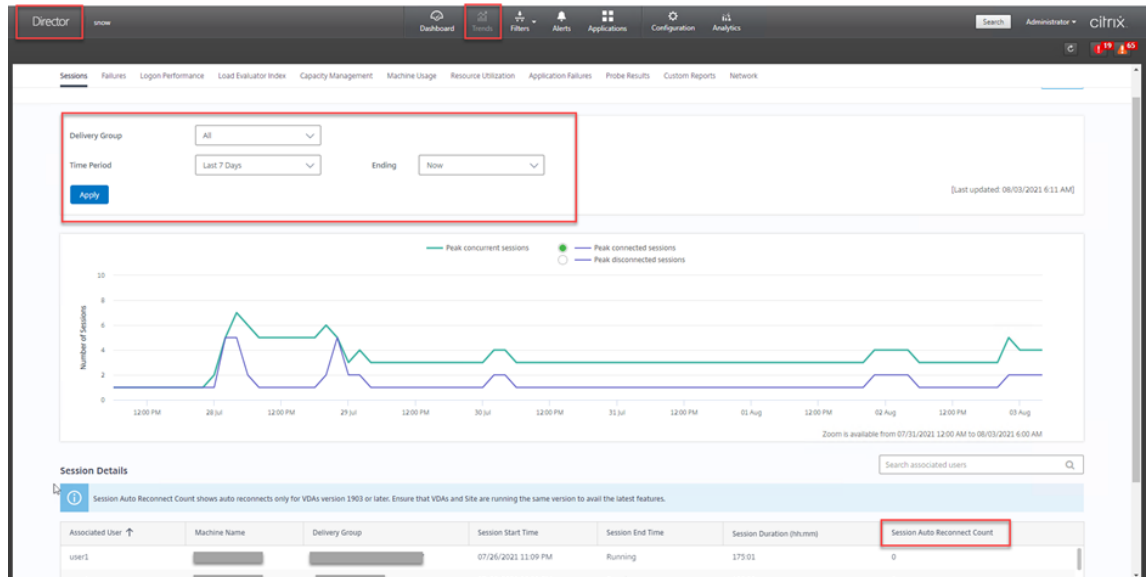 Director snow Dashboard Trends Filters Alerts Applications Configuration Analytics Search Administrator citrix
19 65
Sessions Failures Logon Performance Load Evaluator Index Capacity Management Machine Usage Resource Utilization Application Failures Probe Results Custom Reports Network
Delivery Group All
Time Period Last 7 Days Ending Now
Apply [Last updated: 08/03/2021 6:11 AM]
Peak concurrent sessions Peak connected sessions
Peak disconnected sessions
Number of Sessions
10
8
6
4
2
0
12:00 PM 28 Jul 12:00 PM 29 Jul 12:00 PM 30 Jul 12:00 PM 31 Jul 12:00 PM 01 Aug 12:00 PM 02 Aug 12:00 PM 03 Aug
Zoom is available from 07/31/2021 12:00 AM to 08/03/2021 6:00 AM
Session Details Search associated users
Session Auto Reconnect Count shows auto reconnects only for VDAs version 1903 or later. Ensure that VDAs and Site are running the same version to avail the latest features.
Associated User Machine Name Delivery Group Session Start Time Session End Time Session Duration (hh:mm) Session Auto Reconnect Count
user1 07/26/2021 11:09 PM Running 175:01 0